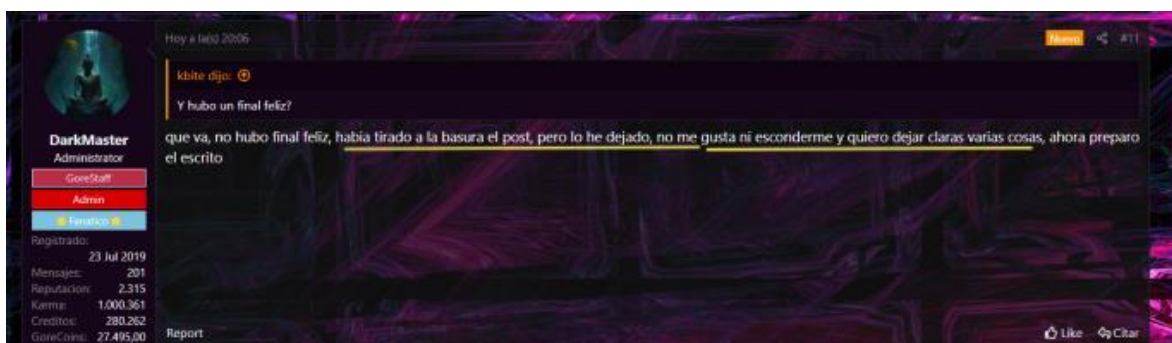 Hoy a la(s) 20:06
Nuevo
#11
kbite dijo:
Y hubo un final feliz?
DarkMaster
Administrator
GoreStaff
Admin
Fanatico
Registrado:
23 Jul 2019
Mensajes: 201
Reputacion: 2.315
Karma: 1.000.361
Creditos: 280.262
GoreCoins: 27.495,00
que va, no hubo final feliz, habia tirado a la basura el post, pero lo he dejado, no me gusta ni esconderme y quiero dejar claras varias cosas, ahora preparo
el escrito
Report
Like Citar